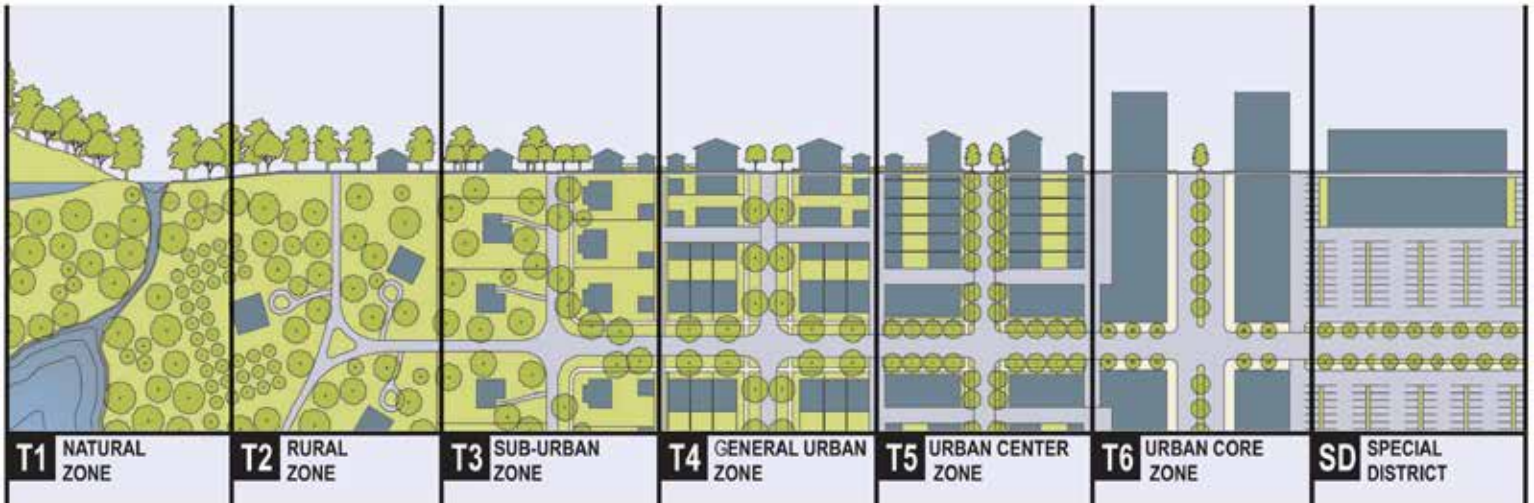 T1 NATURAL
ZONE
T2 RURAL
ZONE
T3 SUB-URBAN
ZONE
T4 GENERAL URBAN
ZONE
T5 URBAN CENTER
ZONE
T6 URBAN CORE
ZONE
SD SPECIAL
DISTRICT